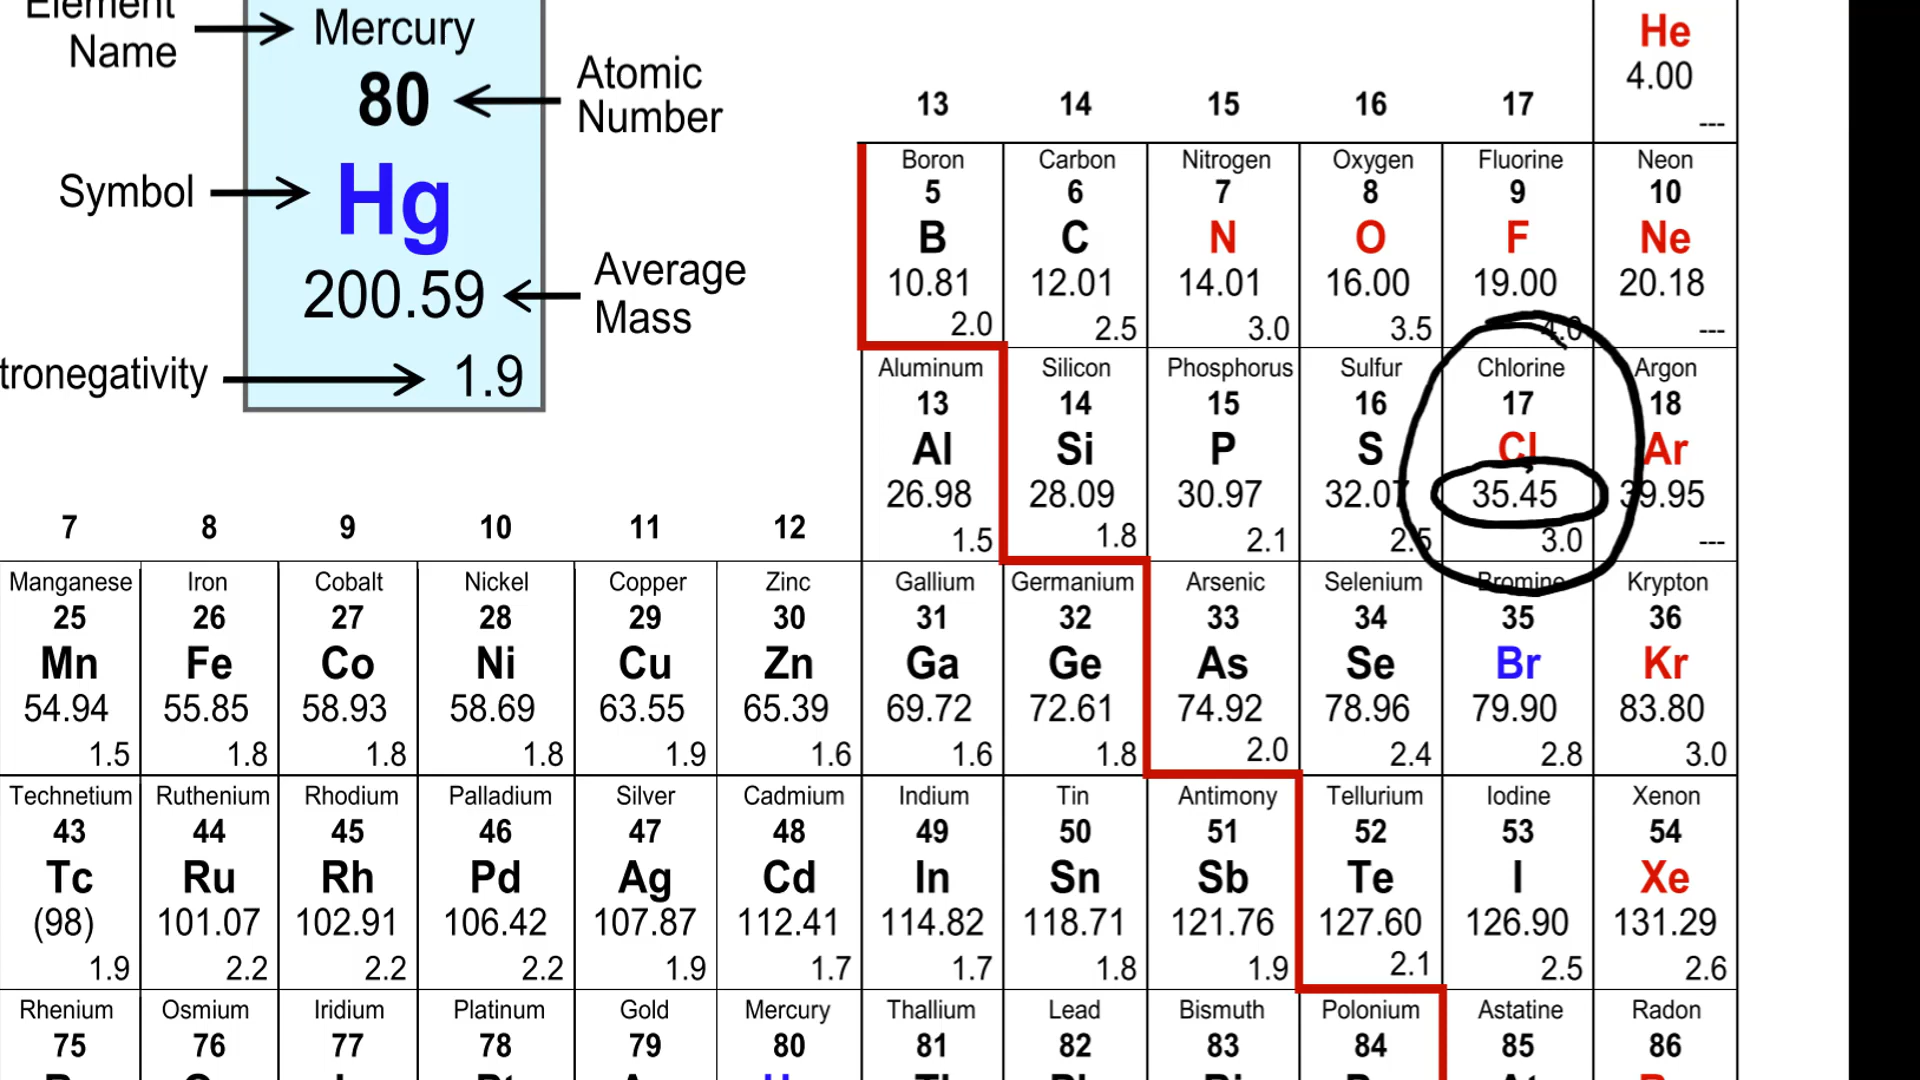 Element
Name
Mercury
80
Atomic
Number
Symbol
Hg
200.59
Average
Mass
tronegativity
1.9
He
4.00
---
13 14 15 16 17
Boron Carbon Nitrogen Oxygen Fluorine Neon
5 6 7 8 9 10
B C N O F Ne
10.81 12.01 14.01 16.00 19.00 20.18
2.0 2.5 3.0 3.5 4.0 ---
Aluminum Silicon Phosphorus Sulfur Chlorine Argon
13 14 15 16 17 18
Al Si P S Cl Ar
26.98 28.09 30.97 32.07 35.45 39.95
1.5 1.8 2.1 2.5 3.0 ---
7 8 9 10 11 12
Manganese Iron Cobalt Nickel Copper Zinc Gallium Germanium Arsenic Selenium Bromine Krypton
25 26 27 28 29 30 31 32 33 34 35 36
Mn Fe Co Ni Cu Zn Ga Ge As Se Br Kr
54.94 55.85 58.93 58.69 63.55 65.39 69.72 72.61 74.92 78.96 79.90 83.80
1.5 1.8 1.8 1.8 1.9 1.6 1.6 1.8 2.0 2.4 2.8 3.0
Technetium Ruthenium Rhodium Palladium Silver Cadmium Indium Tin Antimony Tellurium Iodine Xenon
43 44 45 46 47 48 49 50 51 52 53 54
Tc Ru Rh Pd Ag Cd In Sn Sb Te I Xe
(98) 101.07 102.91 106.42 107.87 112.41 114.82 118.71 121.76 127.60 126.90 131.29
1.9 2.2 2.2 2.2 1.9 1.7 1.7 1.8 1.9 2.1 2.5 2.6
Rhenium Osmium Iridium Platinum Gold Mercury Thallium Lead Bismuth Polonium Astatine Radon
75 76 77 78 79 80 81 82 83 84 85 86